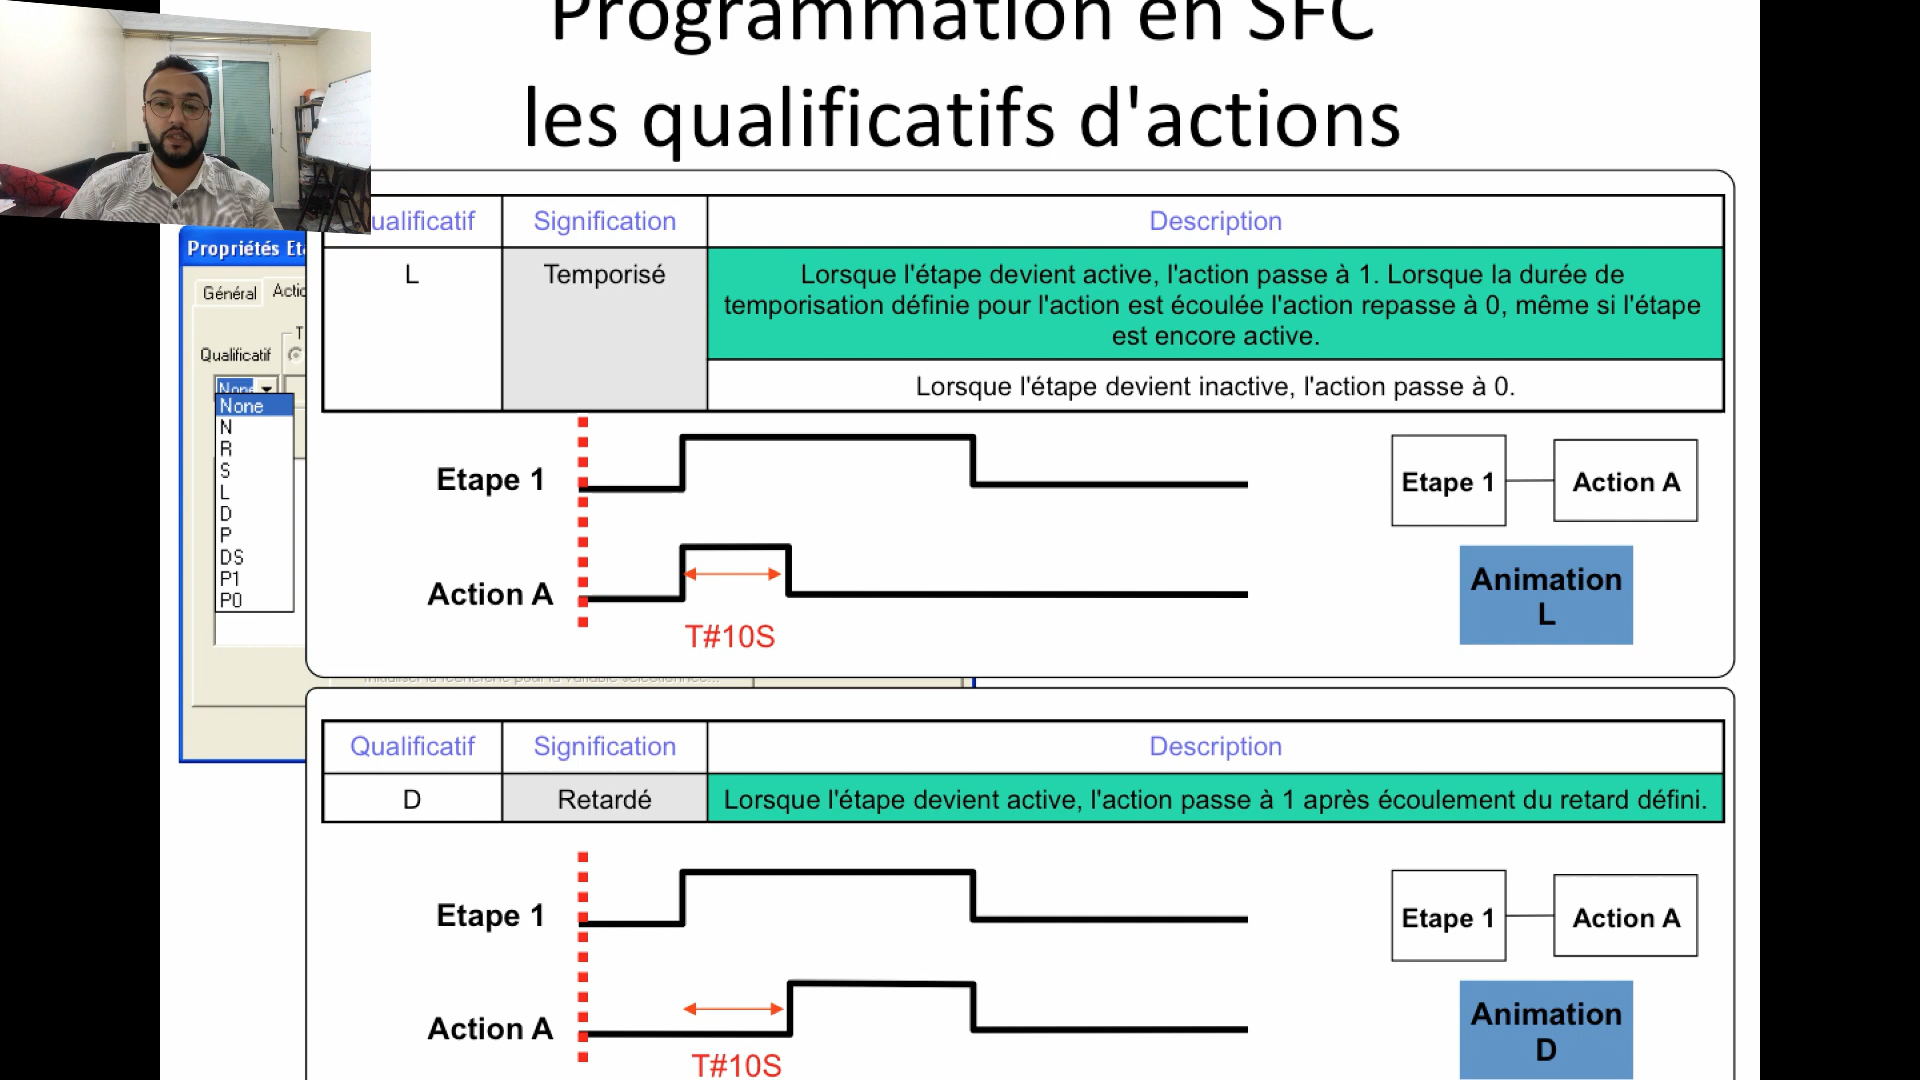 Programmation en SFC
les qualificatifs d'actions
ualificatif Signification Description
L Temporisé Lorsque l'étape devient active, l'action passe à 1. Lorsque la durée de
temporisation définie pour l'action est écoulée l'action repasse à 0, même si l'étape
est encore active.
Lorsque l'étape devient inactive, l'action passe à 0.
Propriétés Et
Général Actio
T
Qualificatif
None
None
N
R
S
L
D
P
DS
P1
P0
Etape 1
Action A
T#10S
Etape 1 Action A
Animation
L
Qualificatif Signification Description
D Retardé Lorsque l'étape devient active, l'action passe à 1 après écoulement du retard défini.
Etape 1
Action A
T#10S
Etape 1 Action A
Animation
D